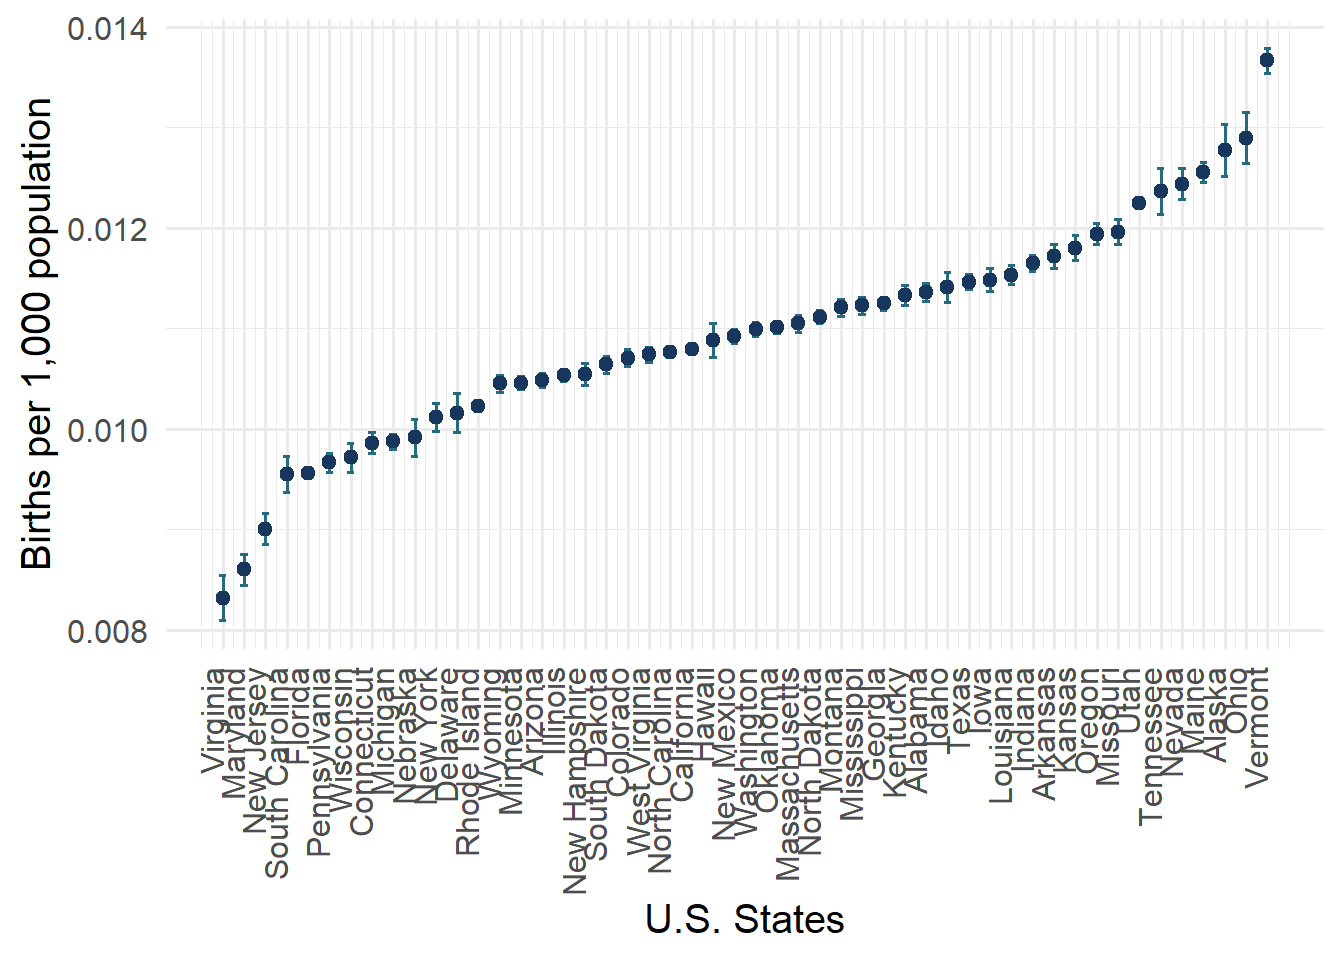 0.014
0.012
0.010
0.008
Births per 1,000 population
Virginia
Maryland
New Jersey
South Carolina
Florida
Pennsylvania
Wisconsin
Connecticut
Michigan
Nebraska
New York
Delaware
Rhode Island
Wyoming
Minnesota
Arizona
Illinois
New Hampshire
South Dakota
Colorado
West Virginia
North Carolina
California
Hawaii
New Mexico
Washington
Oklahoma
Massachusetts
North Dakota
Montana
Mississippi
Georgia
Kentucky
Alabama
Idaho
Texas
Iowa
Louisiana
Indiana
Arkansas
Kansas
Oregon
Missouri
Utah
Tennessee
Nevada
Maine
Alaska
Ohio
Vermont
U.S. States